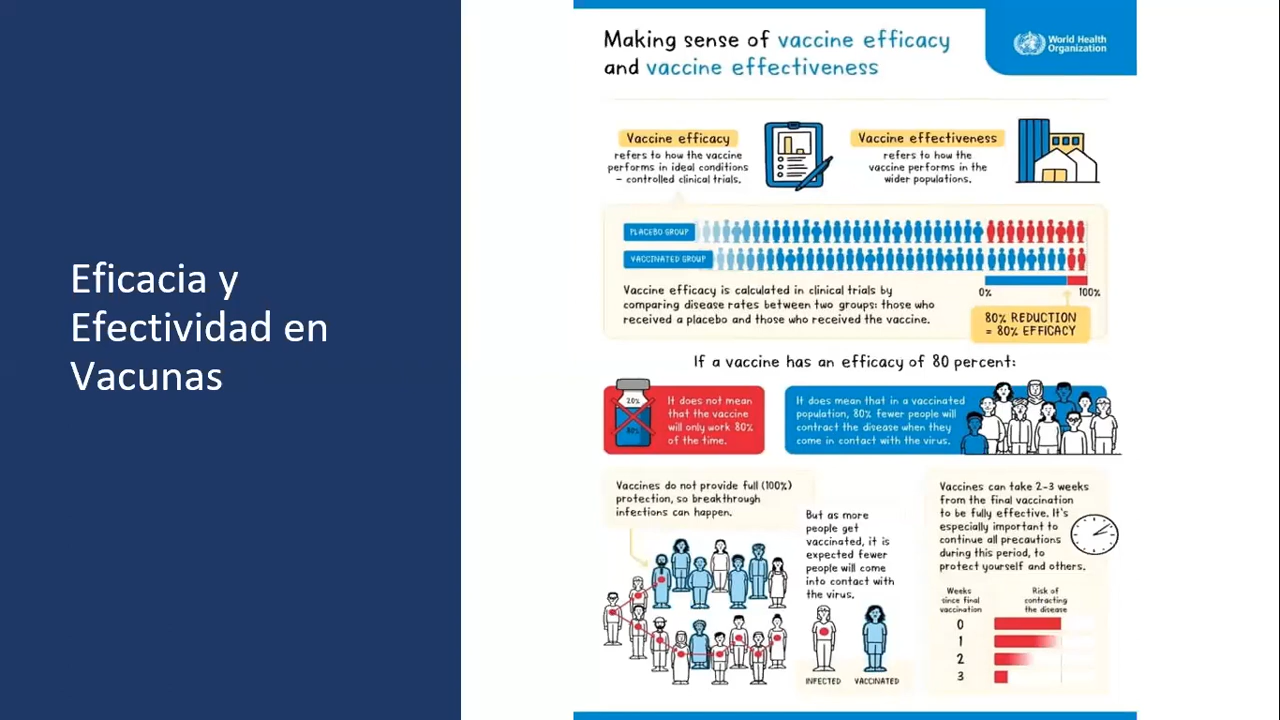 Eficacia y
Efectividad en
Vacunas
Making sense of vaccine efficacy
and vaccine effectiveness
World Health
Organization
Vaccine efficacy
refers to how the vaccine
performs in ideal conditions
– controlled clinical trials.
Vaccine effectiveness
refers to how the
vaccine performs in the
wider populations.
PLACEBO GROUP
VACCINATED GROUP
0%
100%
Vaccine efficacy is calculated in clinical trials by
comparing disease rates between two groups: those who
received a placebo and those who received the vaccine.
80% REDUCTION
= 80% EFFICACY
If a vaccine has an efficacy of 80 percent:
20%
80%
It does not mean
that the vaccine
will only work 80%
of the time.
It does mean that in a vaccinated
population, 80% fewer people will
contract the disease when they
come in contact with the virus.
Vaccines do not provide full (100%)
protection, so breakthrough
infections can happen.
But as more
people get
vaccinated, it is
expected fewer
people will come
into contact with
the virus.
INFECTED
VACCINATED
Vaccines can take 2-3 weeks
from the final vaccination
to be fully effective. It's
especially important to
continue all precautions
during this period, to
protect yourself and others.
Weeks
since final
vaccination
Risk of
contracting
the disease
0
1
2
3